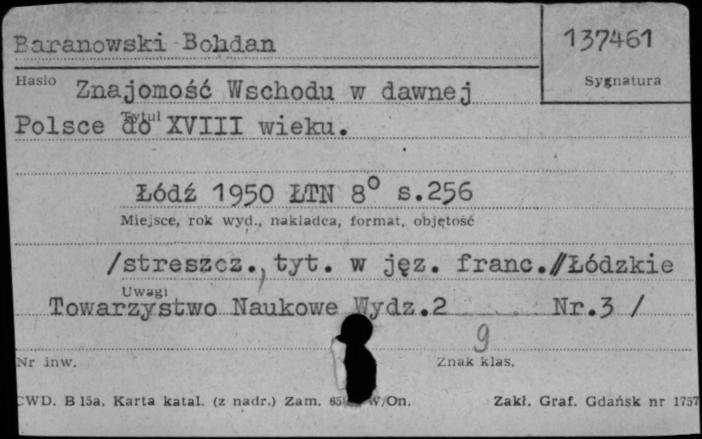 Baranowski Bohdan
137461
Hasło
Sygnatura
Znajomość Wschodu w dawnej
Tytuł
Polsce do XVIII wieku.
Łódź 1950 ŁTN 8° s.256
Miejsce, rok wyd., nakładca, format, objętość
/streszcz., tyt. w jęz. franc.//Łódzkie
Uwagi
Towarzystwo Naukowe Wydz.2 Nr.3 /
9
Nr inw.
Znak klas.
CWD. B 15a. Karta katal. (z nadr.) Zam. W/On.
Zakł. Graf. Gdańsk nr 1757